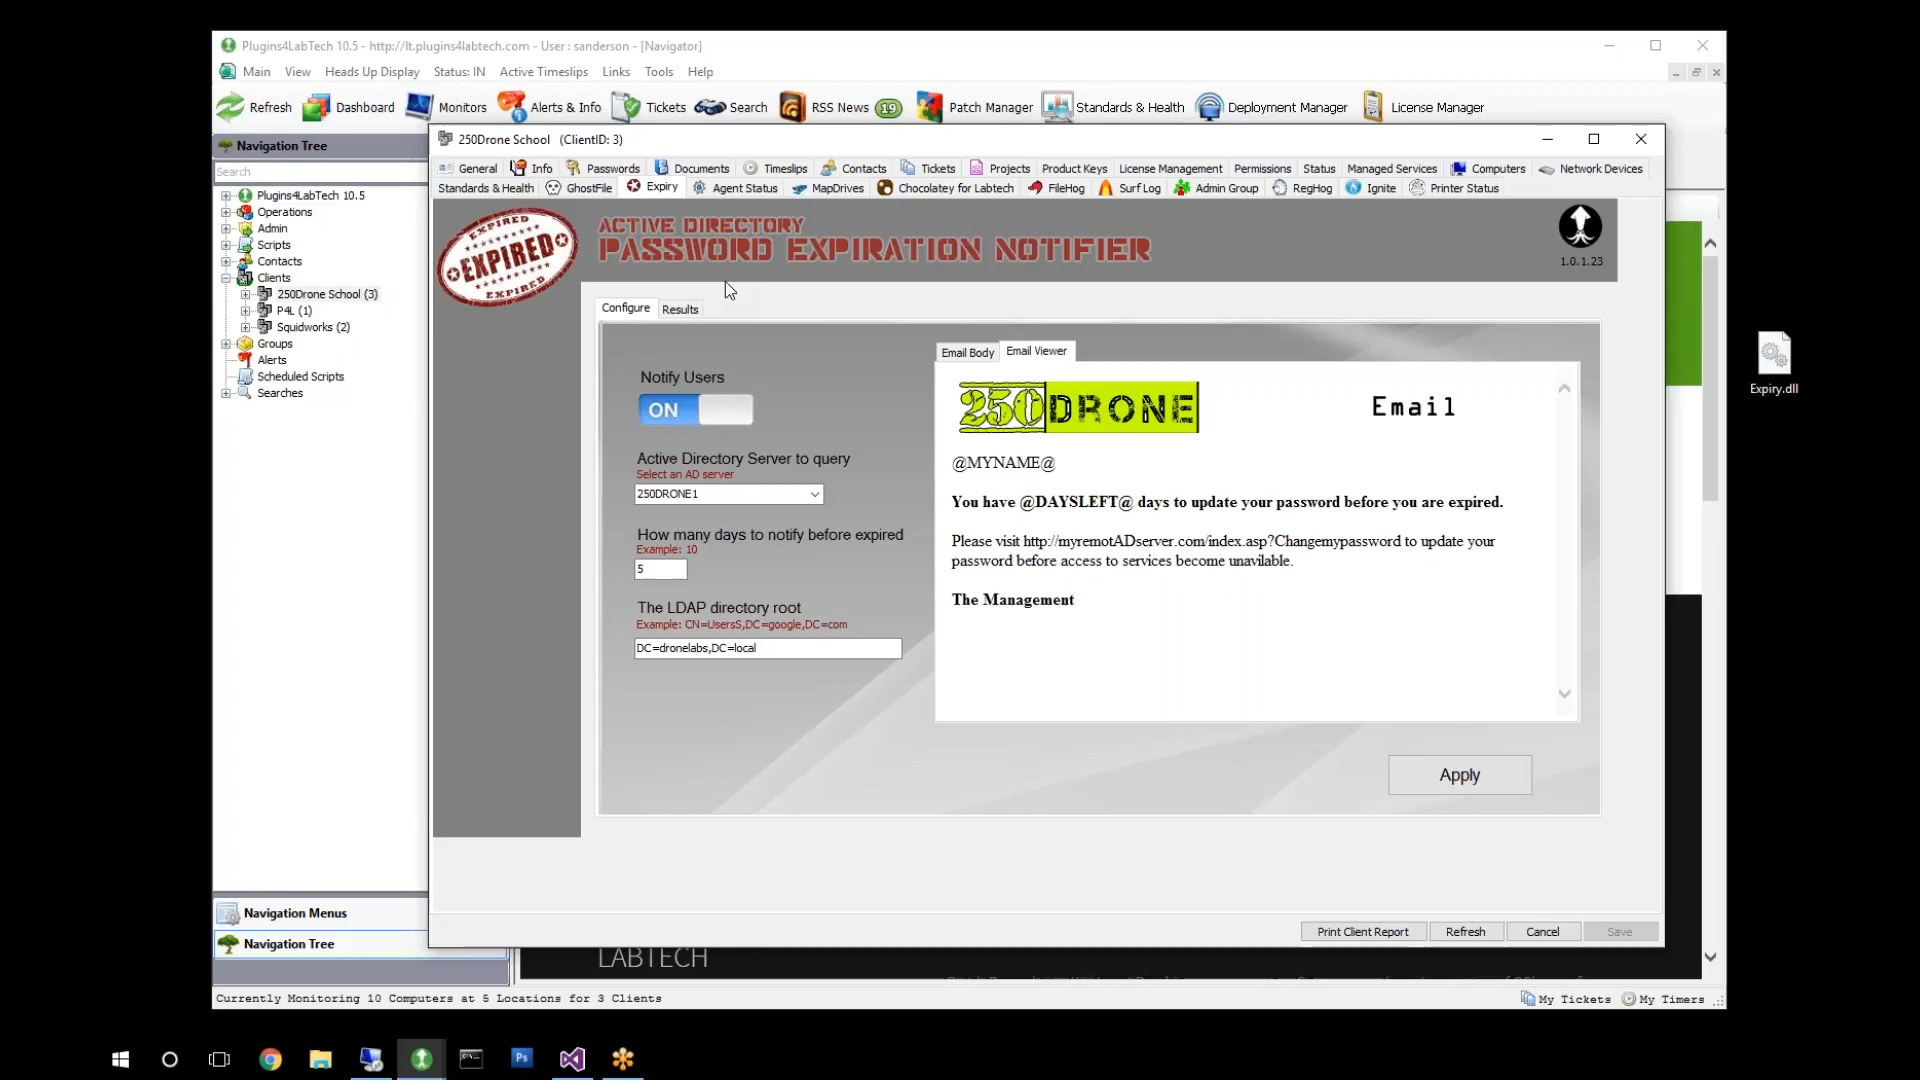 Plugins4LabTech 10.5 - http://lt.plugins4labtech.com - User : sanderson - [Navigator]
Main View Heads Up Display Status: IN Active Timeslips Links Tools Help
Refresh Dashboard Monitors Alerts & Info Tickets Search RSS News 19 Patch Manager Standards & Health Deployment Manager License Manager
Navigation Tree
Search
Plugins4LabTech 10.5
Operations
Admin
Scripts
Contacts
Clients
250Drone School (3)
P4L (1)
Squidworks (2)
Groups
Alerts
Scheduled Scripts
Searches
Navigation Menus
Navigation Tree
250Drone School (ClientID: 3)
General Info Passwords Documents Timeslips Contacts Tickets Projects Product Keys License Management Permissions Status Managed Services Computers Network Devices
Standards & Health GhostFile Expiry Agent Status MapDrives Chocolatey for Labtech FileHog Surf Log Admin Group RegHog Ignite Printer Status
EXPIRED
EXPIRED
EXPIRED
ACTIVE DIRECTORY
PASSWORD EXPIRATION NOTIFIER
1.0.1.23
Configure Results
Notify Users
ON
Active Directory Server to query
Select an AD server
250DRONE1
How many days to notify before expired
Example: 10
5
The LDAP directory root
Example: CN=UsersS,DC=google,DC=com
DC=dronelabs,DC=local
Email Body Email Viewer
250DRONE Email
@MYNAME@
You have @DAYSLEFT@ days to update your password before you are expired.
Please visit http://myremotADserver.com/index.asp?Changemypassword to update your
password before access to services become unavilable.
The Management
Apply
Print Client Report Refresh Cancel Save
LABTECH
Currently Monitoring 10 Computers at 5 Locations for 3 Clients
My Tickets My Timers
Expiry.dll
Ps